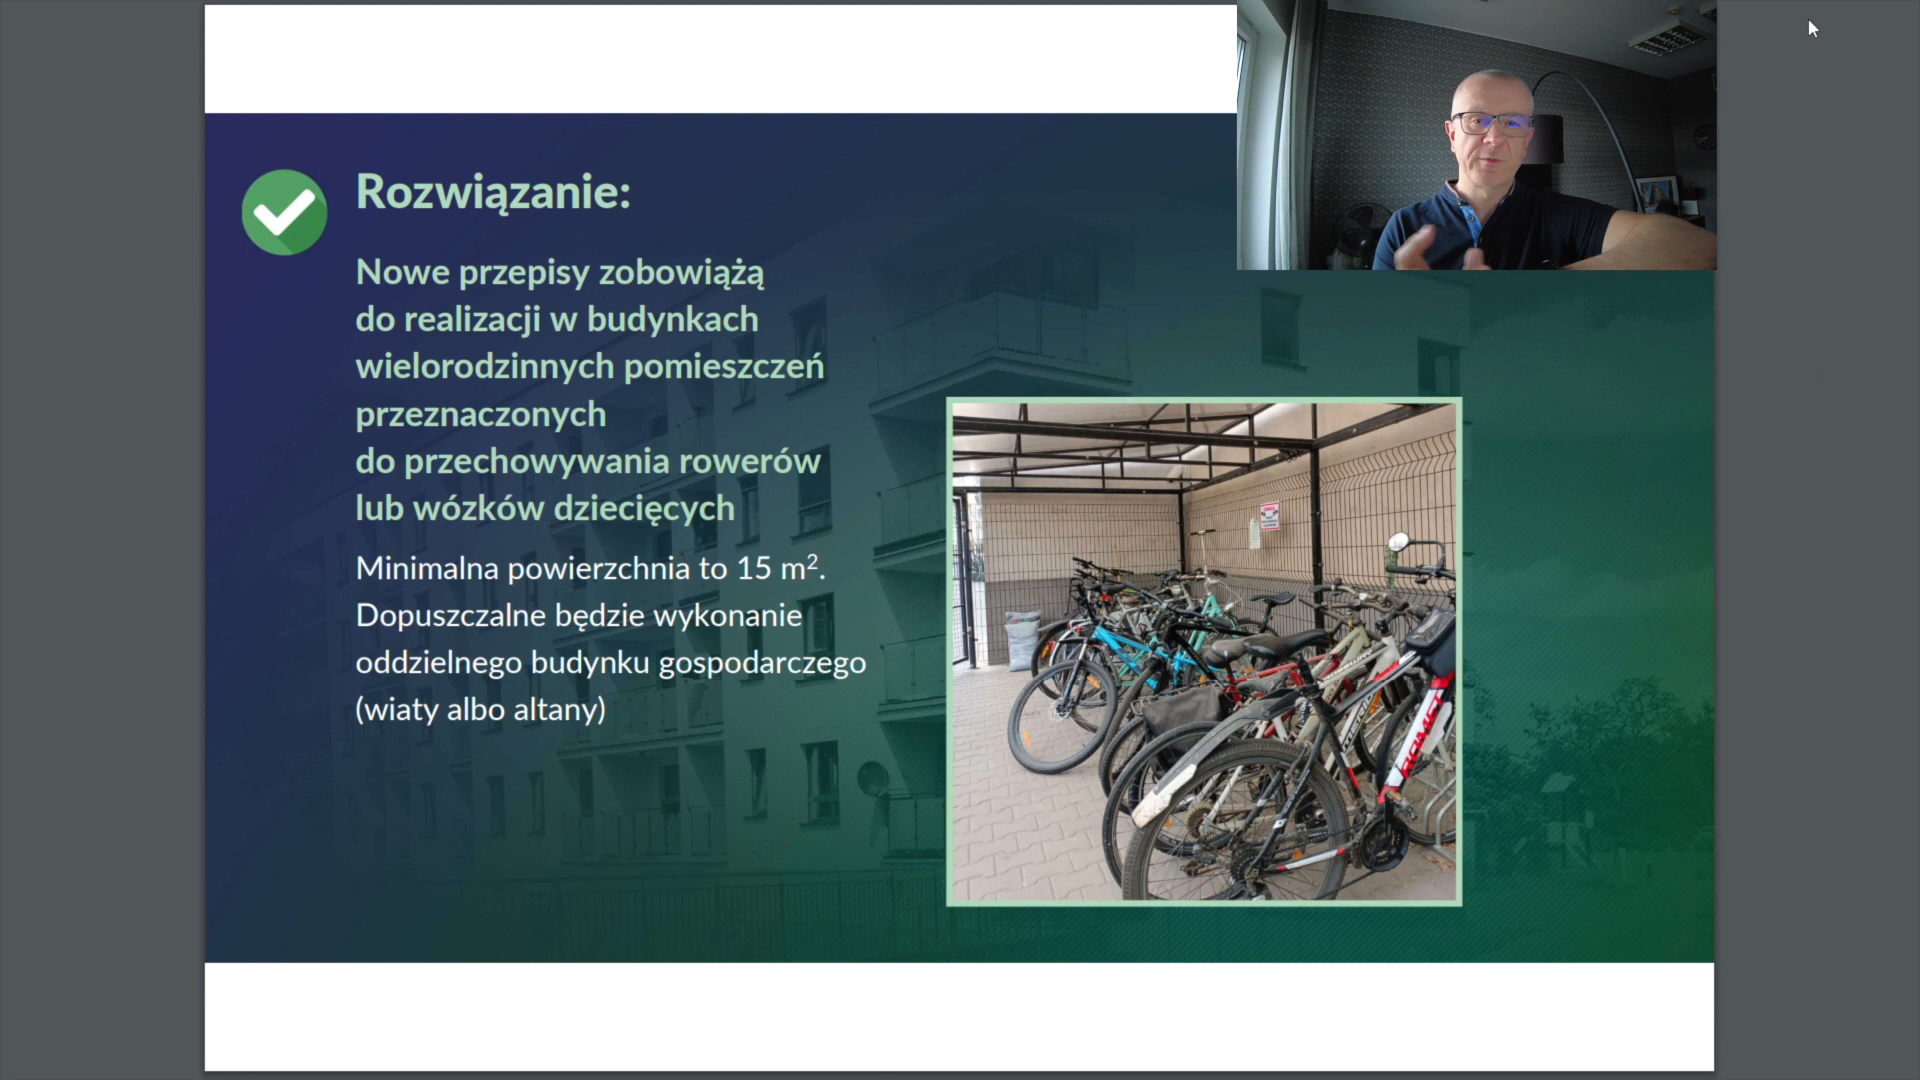 Rozwiązanie:
Nowe przepisy zobowiążą
do realizacji w budynkach
wielorodzinnych pomieszczeń
przeznaczonych
do przechowywania rowerów
lub wózków dziecięcych
Minimalna powierzchnia to 15 m².
Dopuszczalne będzie wykonanie
oddzielnego budynku gospodarczego
(wiaty albo altany)
ROMET